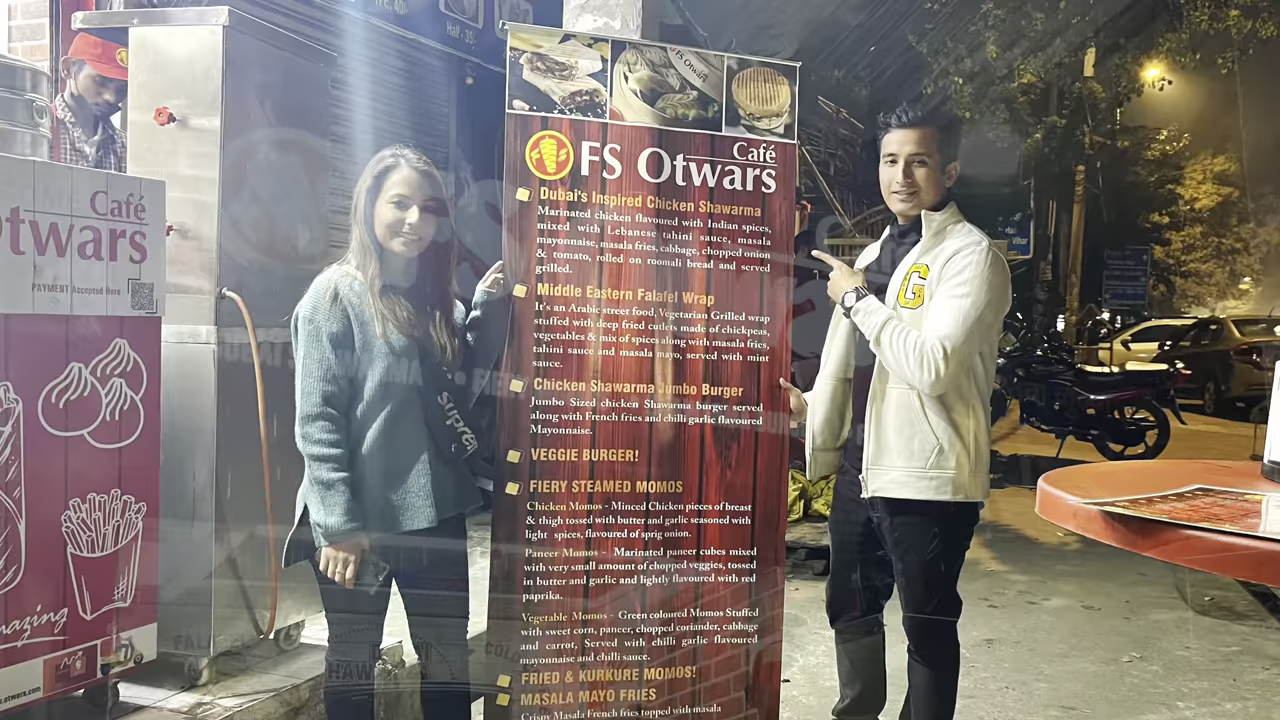 Hall - 35/-
FS Otwars
Café
FS Otwars
Dubai's Inspired Chicken Shawarma
Marinated chicken flavoured with Indian spices,
mixed with Lebanese tahini sauce, masala
mayonnaise, masala fries, cabbage, chopped onion
& tomato, rolled on roomali bread and served
grilled.
Middle Eastern Falafel Wrap
It's an Arabic street food, Vegetarian Grilled wrap
stuffed with deep fried cutlets made of chickpeas,
vegetables & mix of spices along with masala fries,
tahini sauce and masala mayo, served with mint
sauce.
Chicken Shawarma Jumbo Burger
Jumbo Sized chicken Shawarma burger served
along with French fries and chilli garlic flavoured
Mayonnaise.
VEGGIE BURGER!
FIERY STEAMED MOMOS
Chicken Momos - Minced Chicken pieces of breast
& thigh tossed with butter and garlic seasoned with
light spices, flavoured of sprig onion.
Paneer Momos - Marinated paneer cubes mixed
with very small amount of chopped veggies, tossed
in butter and garlic and lightly flavoured with red
paprika.
Vegetable Momos - Green coloured Momos Stuffed
with sweet corn, paneer, chopped coriander, cabbage
and carrot, Served with chilli garlic flavoured
mayonnaise and chilli sauce.
FRIED & KURKURE MOMOS!
MASALA MAYO FRIES
Crispy Masala French fries topped with masala
Café
Otwars
PAYMENT Accepted Here
mazing
.otwars.com
suprem
G
Vihar